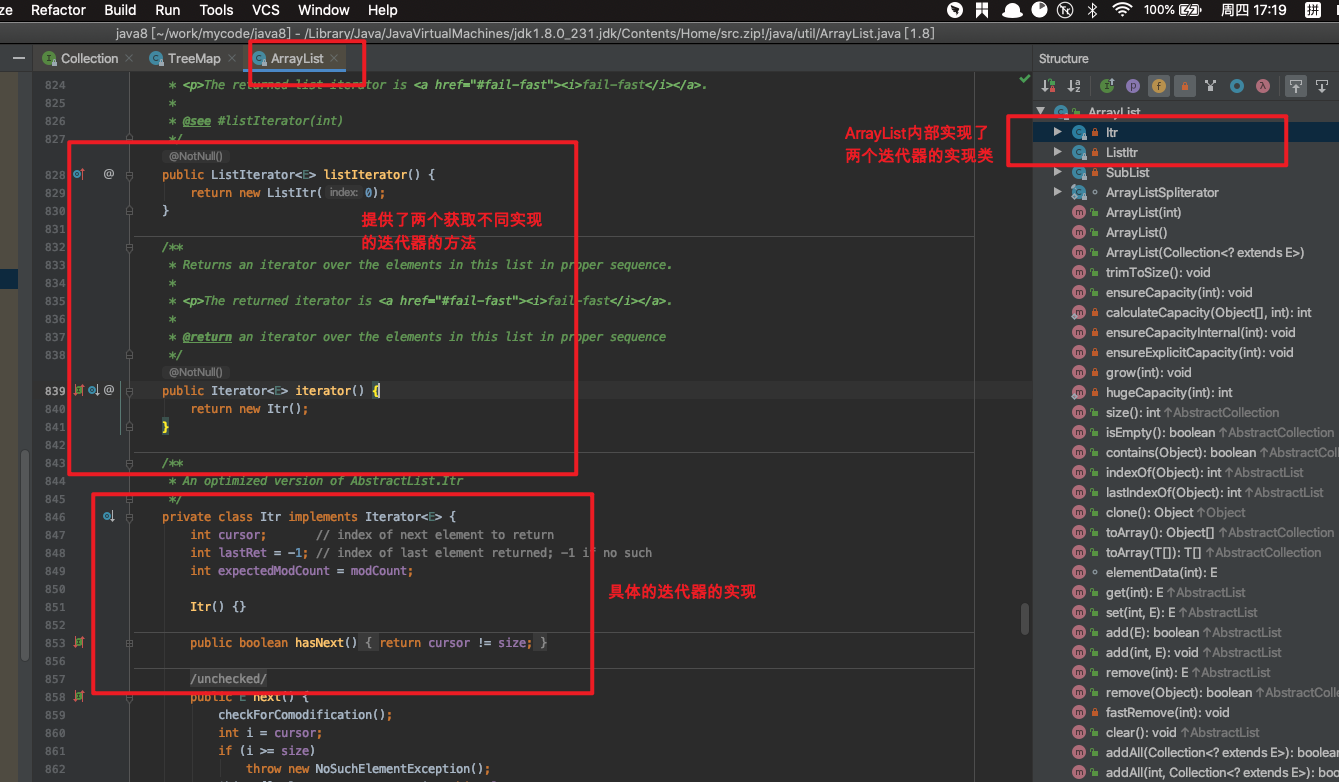 ze Refactor Build Run Tools VCS Window Help 100% 周四 17:19 拼
java8 [~/work/mycode/java8] - /Library/Java/JavaVirtualMachines/jdk1.8.0_231.jdk/Contents/Home/src.zip!/java/util/ArrayList.java [1.8]
Collection × TreeMap × ArrayList ×
824 * <p>The returned list iterator is <a href="#fail-fast"><i>fail-fast</i></a>.
825 *
826 * @see #listIterator(int)
827 */
@NotNull()
828 @ public ListIterator<E> listIterator() {
829 return new ListItr( index: 0);
830 }
831
832 /**
833 * Returns an iterator over the elements in this list in proper sequence.
834 *
835 * <p>The returned iterator is <a href="#fail-fast"><i>fail-fast</i></a>.
836 *
837 * @return an iterator over the elements in this list in proper sequence
838 */
@NotNull()
839 @ public Iterator<E> iterator() {
840 return new Itr();
841 }
842
843 /**
844 * An optimized version of AbstractList.Itr
845 */
846 private class Itr implements Iterator<E> {
847 int cursor; // index of next element to return
848 int lastRet = -1; // index of last element returned; -1 if no such
849 int expectedModCount = modCount;
850
851 Itr() {}
852
853 public boolean hasNext() { return cursor != size; }
856
857 /unchecked/
858 public E next() {
859 checkForComodification();
860 int i = cursor;
861 if (i >= size)
862 throw new NoSuchElementException();
提供了两个获取不同实现
的迭代器的方法
具体的迭代器的实现
ArrayList内部实现了
两个迭代器的实现类
Structure
ArrayList
Itr
ListItr
SubList
ArrayListSpliterator
ArrayList(int)
ArrayList()
ArrayList(Collection<? extends E>)
trimToSize(): void
ensureCapacity(int): void
calculateCapacity(Object[], int): int
ensureCapacityInternal(int): void
ensureExplicitCapacity(int): void
grow(int): void
hugeCapacity(int): int
size(): int ↑AbstractCollection
isEmpty(): boolean ↑AbstractCollection
contains(Object): boolean ↑AbstractCol
indexOf(Object): int ↑AbstractList
lastIndexOf(Object): int ↑AbstractList
clone(): Object ↑Object
toArray(): Object[] ↑AbstractCollection
toArray(T[]): T[] ↑AbstractCollection
elementData(int): E
get(int): E ↑AbstractList
set(int, E): E ↑AbstractList
add(E): boolean ↑AbstractList
add(int, E): void ↑AbstractList
remove(int): E ↑AbstractList
remove(Object): boolean ↑AbstractColle
fastRemove(int): void
clear(): void ↑AbstractList
addAll(Collection<? extends E>): boolean
addAll(int, Collection<? extends E>): boo